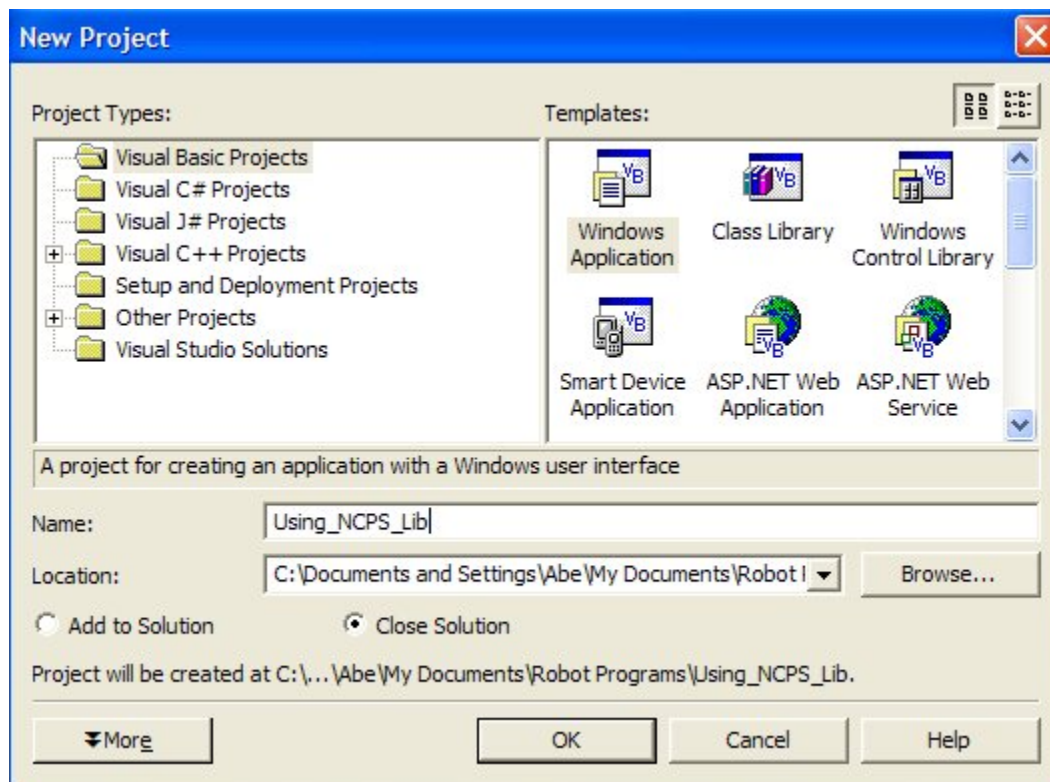 New Project
Project Types:
Templates:
Visual Basic Projects
Visual C# Projects
Visual J# Projects
Visual C++ Projects
Setup and Deployment Projects
Other Projects
Visual Studio Solutions
Windows
Application
Class Library
Windows
Control Library
Smart Device
Application
ASP.NET Web
Application
ASP.NET Web
Service
A project for creating an application with a Windows user interface
Name:
Using_NCPS_Lib
Location:
C:\Documents and Settings\Abe\My Documents\Robot
Browse...
Add to Solution
Close Solution
Project will be created at C:\...\Abe\My Documents\Robot Programs\Using_NCPS_Lib.
More
OK
Cancel
Help